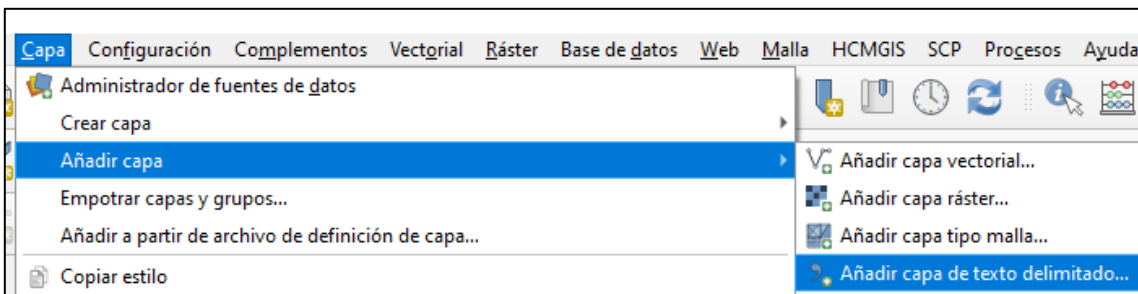 Capa Configuración Complementos Vectorial Ráster Base de datos Web Malla HCMGIS SCP Procesos Ayuda
Administrador de fuentes de datos
Crear capa
Añadir capa
Empotrar capas y grupos...
Añadir a partir de archivo de definición de capa...
Copiar estilo
Añadir capa vectorial...
Añadir capa ráster...
Añadir capa tipo malla...
Añadir capa de texto delimitado...